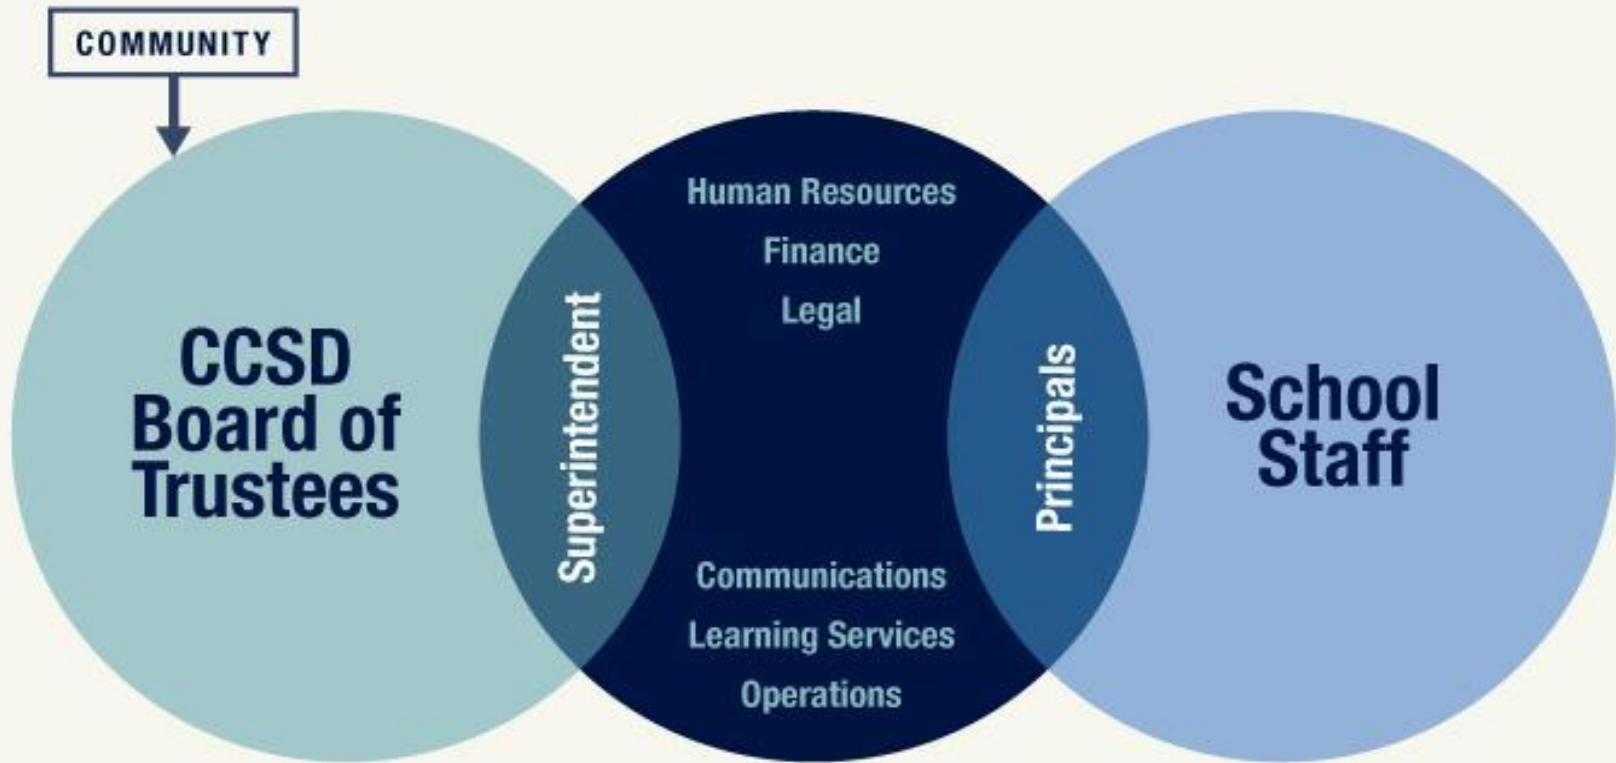 COMMUNITY
CCSD
Board of
Trustees
Superintendent
Human Resources
Finance
Legal
Communications
Learning Services
Operations
Principals
School
Staff